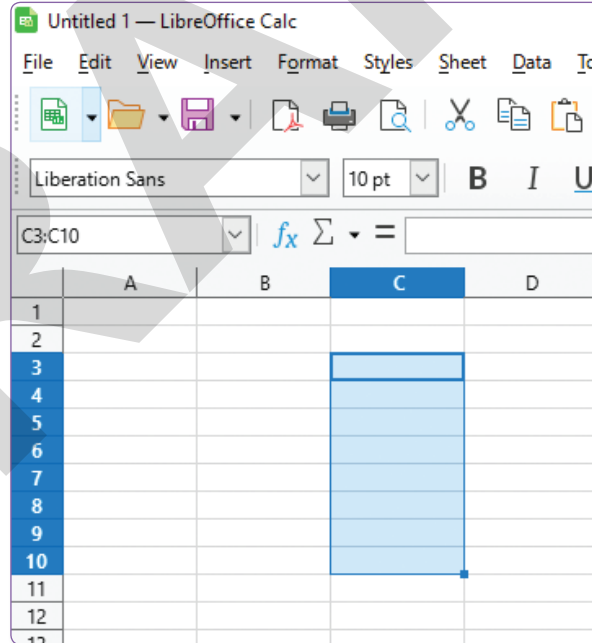 Untitled 1 — LibreOffice Calc
File Edit View Insert Format Styles Sheet Data
Liberation Sans 10 pt B I U
C3:C10 fx Σ =
A B C D
1
2
3
4
5
6
7
8
9
10
11
12